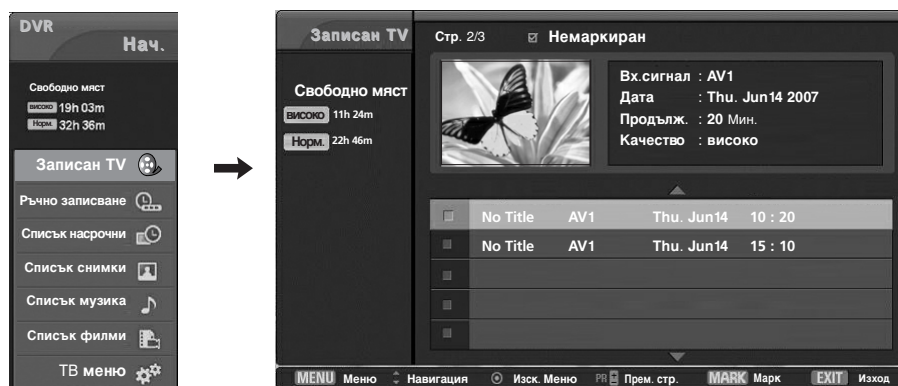 DVR
Нач.
Свободно мяст
високо 19h 03m
Норм. 32h 36m
Записан TV
Ръчно записване
Списък насрочни
Списък снимки
Списък музика
Списък филми
ТВ меню
Записан TV
Свободно мяст
високо 11h 24m
Норм. 22h 46m
Стр. 2/3 Немаркиран
Вх.сигнал : AV1
Дата : Thu. Jun14 2007
Продълж. : 20 Мин.
Качество : високо
No Title AV1 Thu. Jun14 10 : 20
No Title AV1 Thu. Jun14 15 : 10
MENU Меню Навигация Изск. Меню PR Прем. стр. MARK Марк EXIT Изход